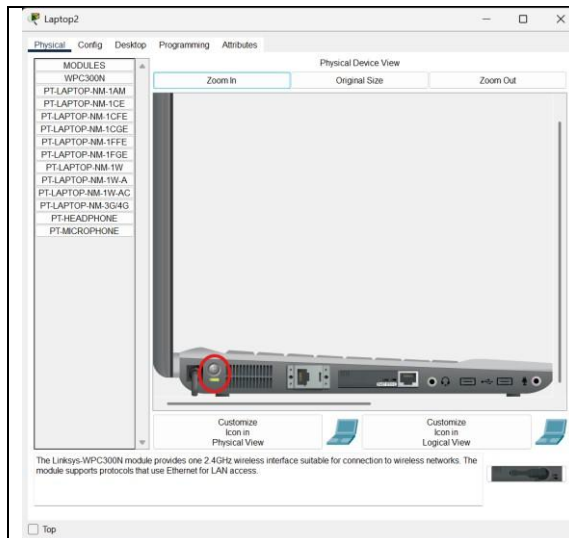 Laptop2
Physical Config Desktop Programming Attributes
MODULES
WPC300N
PT-LAPTOP-NM-1AM
PT-LAPTOP-NM-1CE
PT-LAPTOP-NM-1CFE
PT-LAPTOP-NM-1CGE
PT-LAPTOP-NM-1FFE
PT-LAPTOP-NM-1FGE
PT-LAPTOP-NM-1W
PT-LAPTOP-NM-1W-A
PT-LAPTOP-NM-1W-AC
PT-LAPTOP-NM-3G/4G
PT-HEADPHONE
PT-MICROPHONE
Physical Device View
Zoom In Original Size Zoom Out
Customize
Icon in
Physical View
Customize
Icon in
Logical View
The Linksys-WPC300N module provides one 2.4GHz wireless interface suitable for connection to wireless networks. The
module supports protocols that use Ethernet for LAN access.
Top